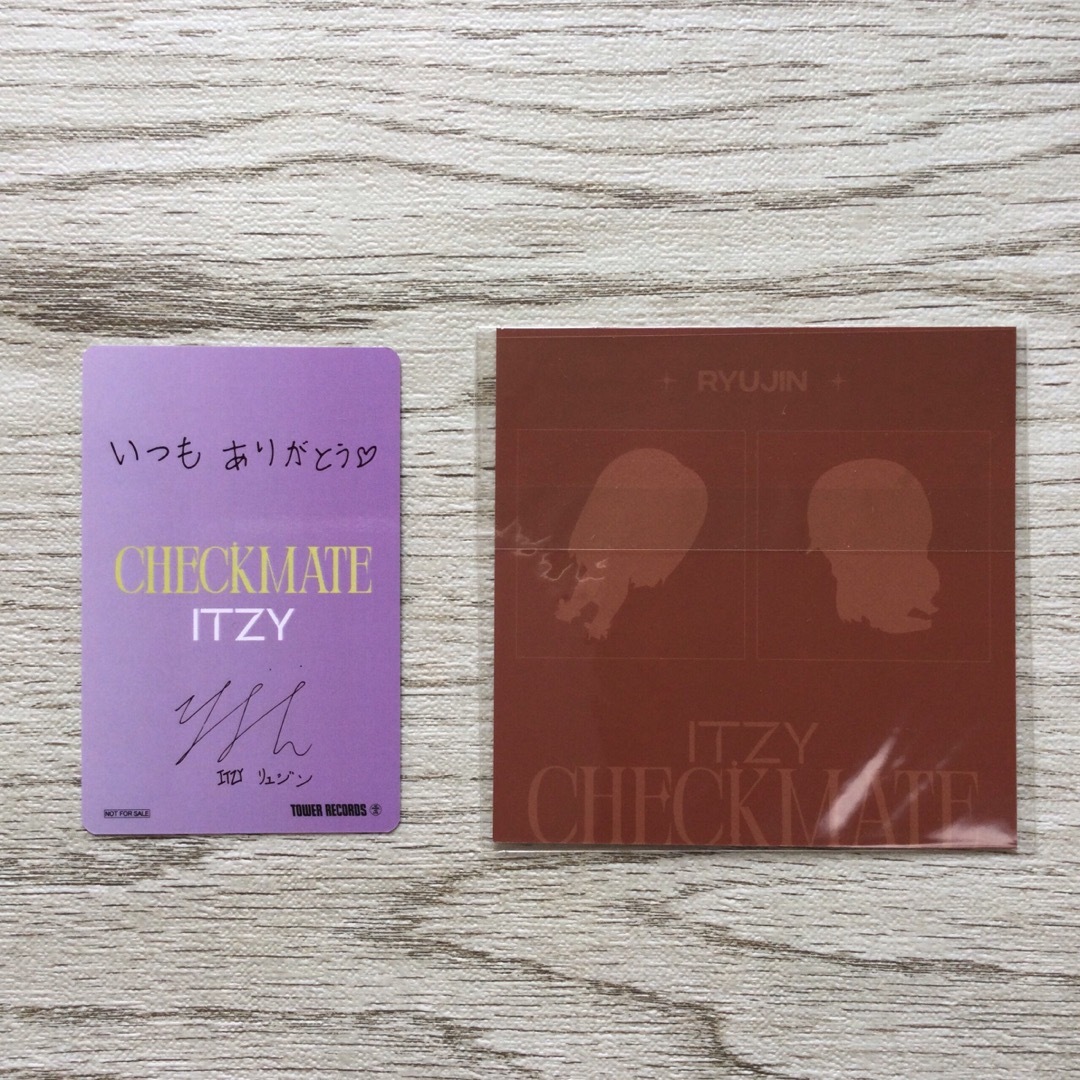 いつも ありがとう♡
CHECKMATE
ITZY
ITZY リュジン
NOT FOR SALE
TOWER RECORDS
RYUJIN
ITZY
CHECKMATE